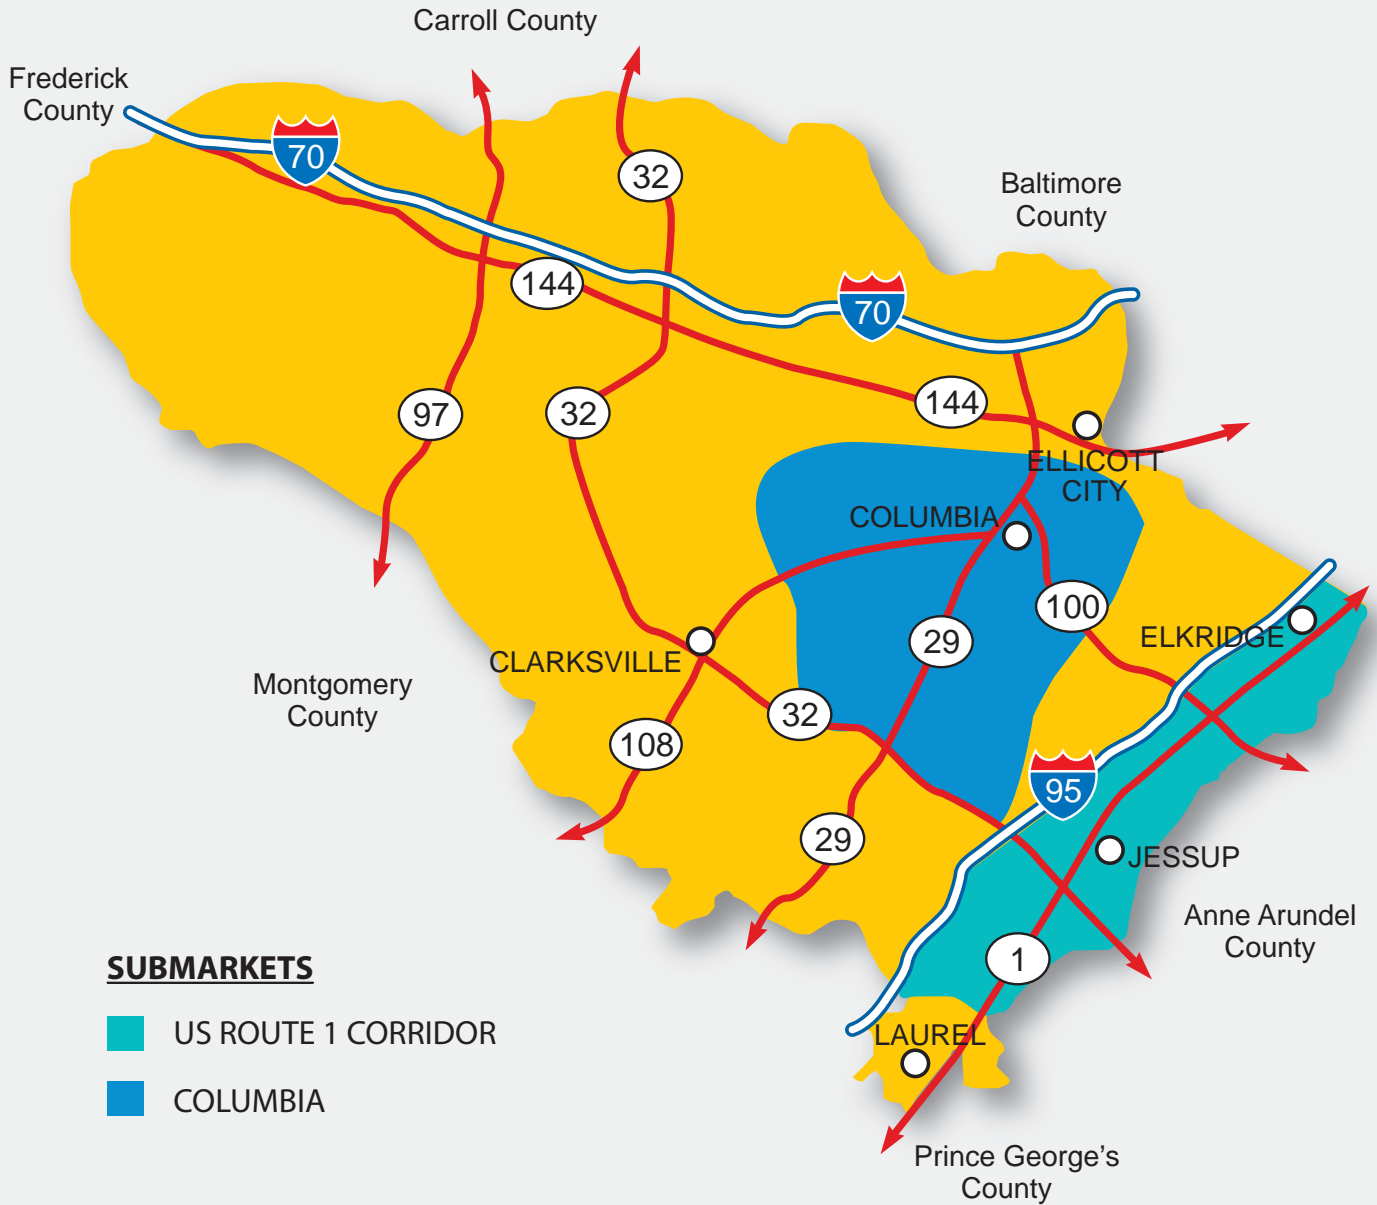 Carroll County
Frederick
County
70
32
Baltimore
County
144
70
97
32
144
ELLICOTT
CITY
COLUMBIA
100
ELKRIDGE
29
CLARKSVILLE
Montgomery
County
32
108
95
29
JESSUP
Anne Arundel
County
1
SUBMARKETS
US ROUTE 1 CORRIDOR
LAUREL
COLUMBIA
Prince George's
County